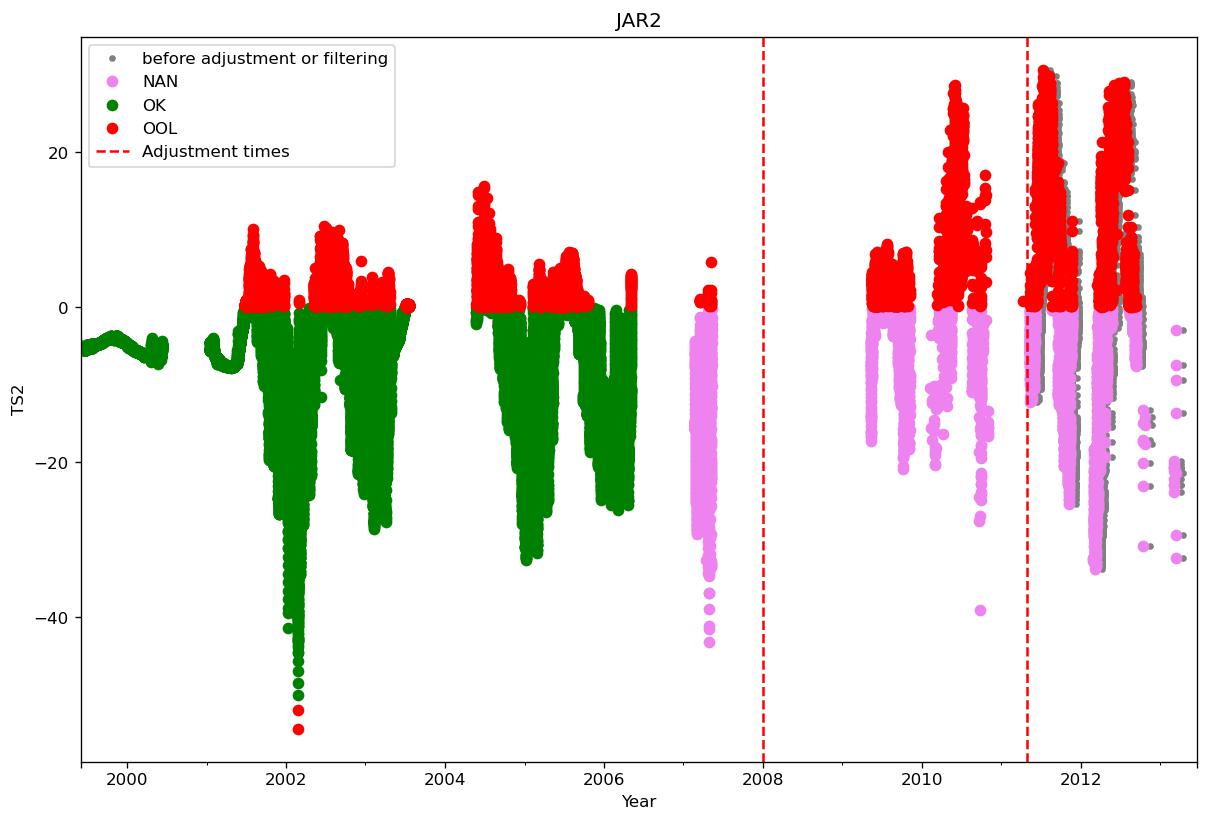 JAR2
before adjustment or filtering
NAN
OK
OOL
Adjustment times
20
0
−20
−40
TS2
2000
2002
2004
2006
2008
2010
2012
Year